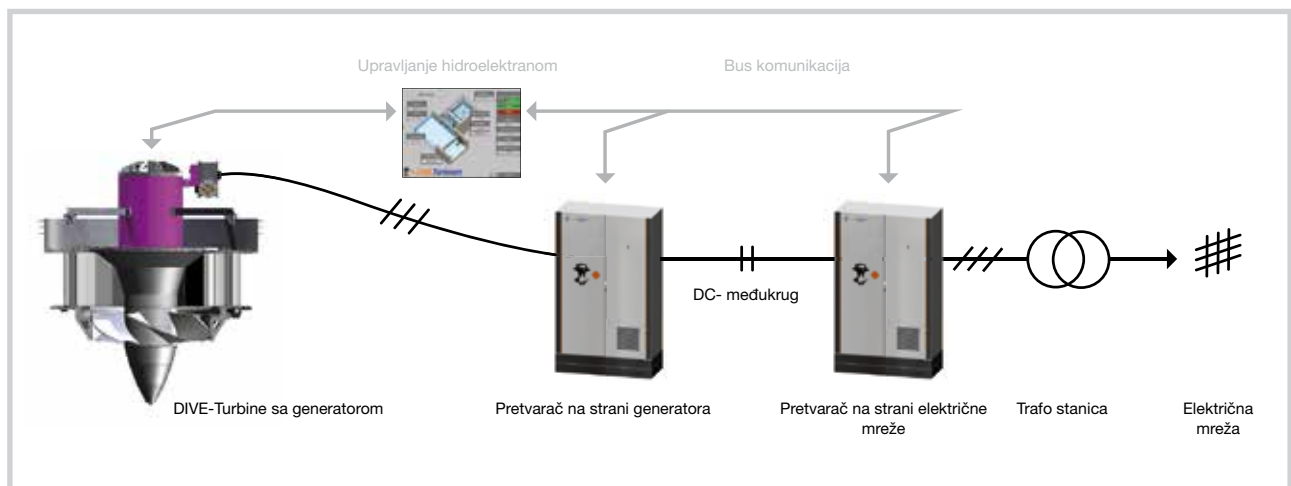 Upravljanje hidroelektranom
Bus komunikacija
DC- međukrug
DIVE-Turbine sa generatorom
Pretvarač na strani generatora
Pretvarač na strani električne
mreže
Trafo stanica
Električna
mreža